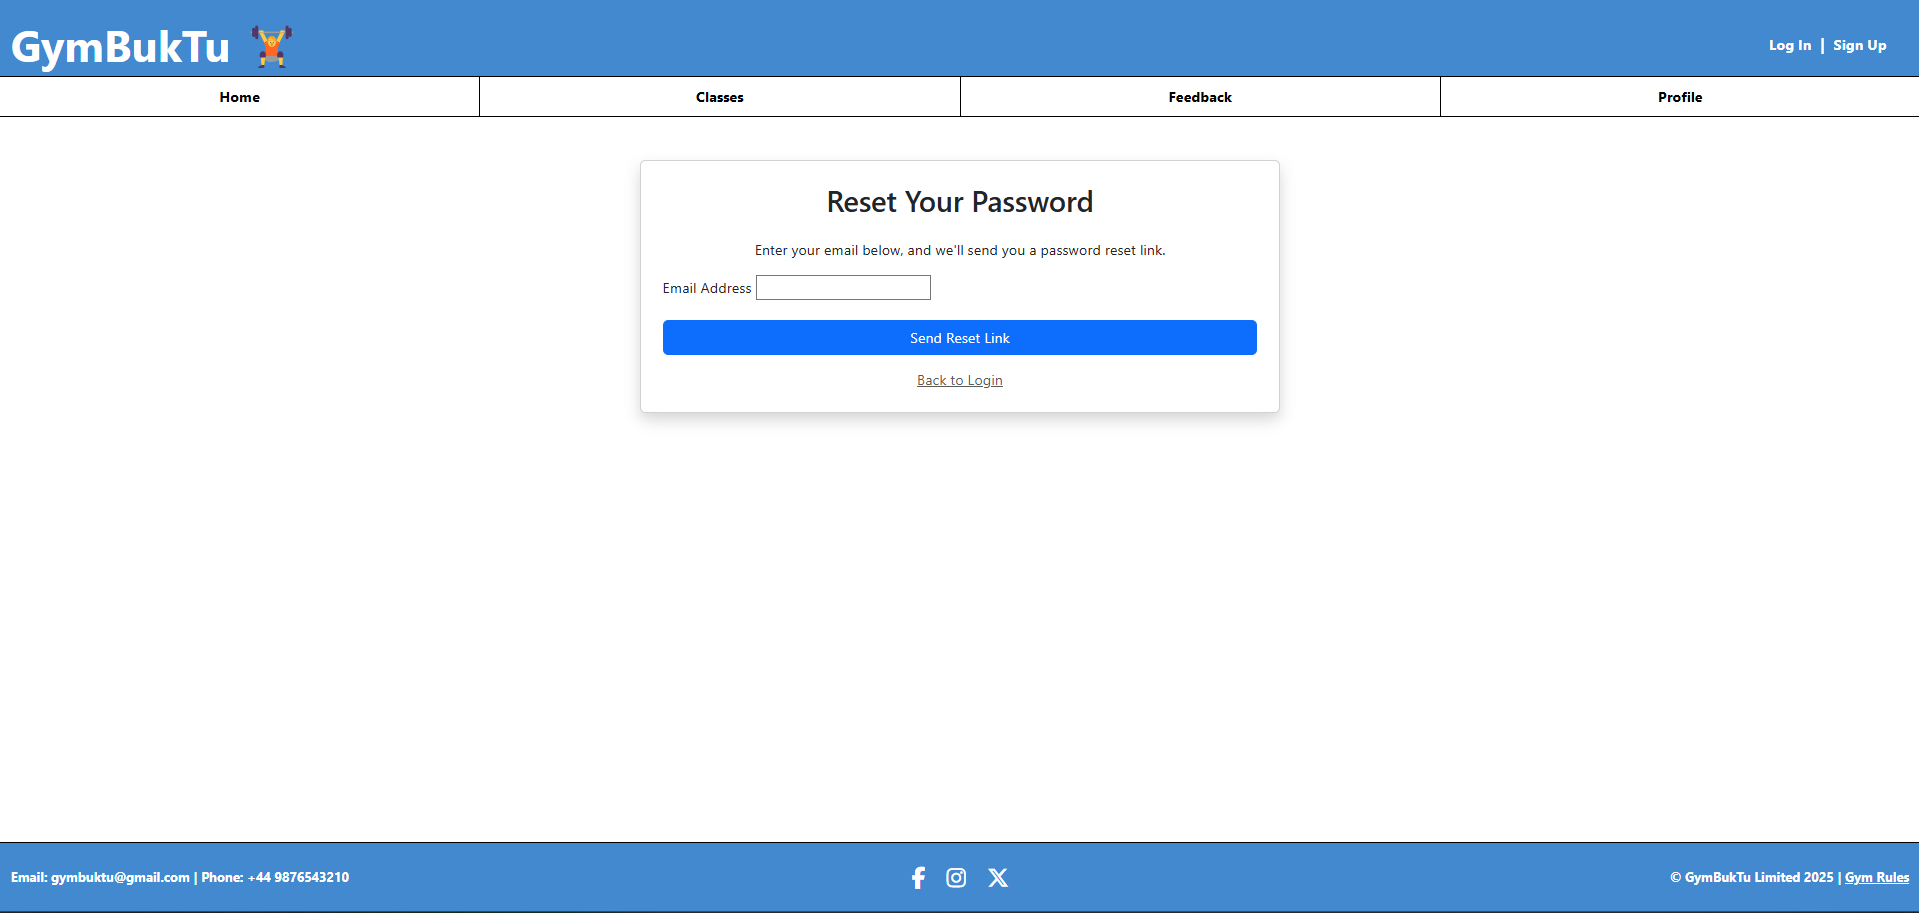 GymBukTu
Log In | Sign Up
Home
Classes
Feedback
Profile
Reset Your Password
Enter your email below, and we'll send you a password reset link.
Email Address
Send Reset Link
Back to Login
Email: gymbuktu@gmail.com | Phone: +44 9876543210
© GymBukTu Limited 2025 | Gym Rules